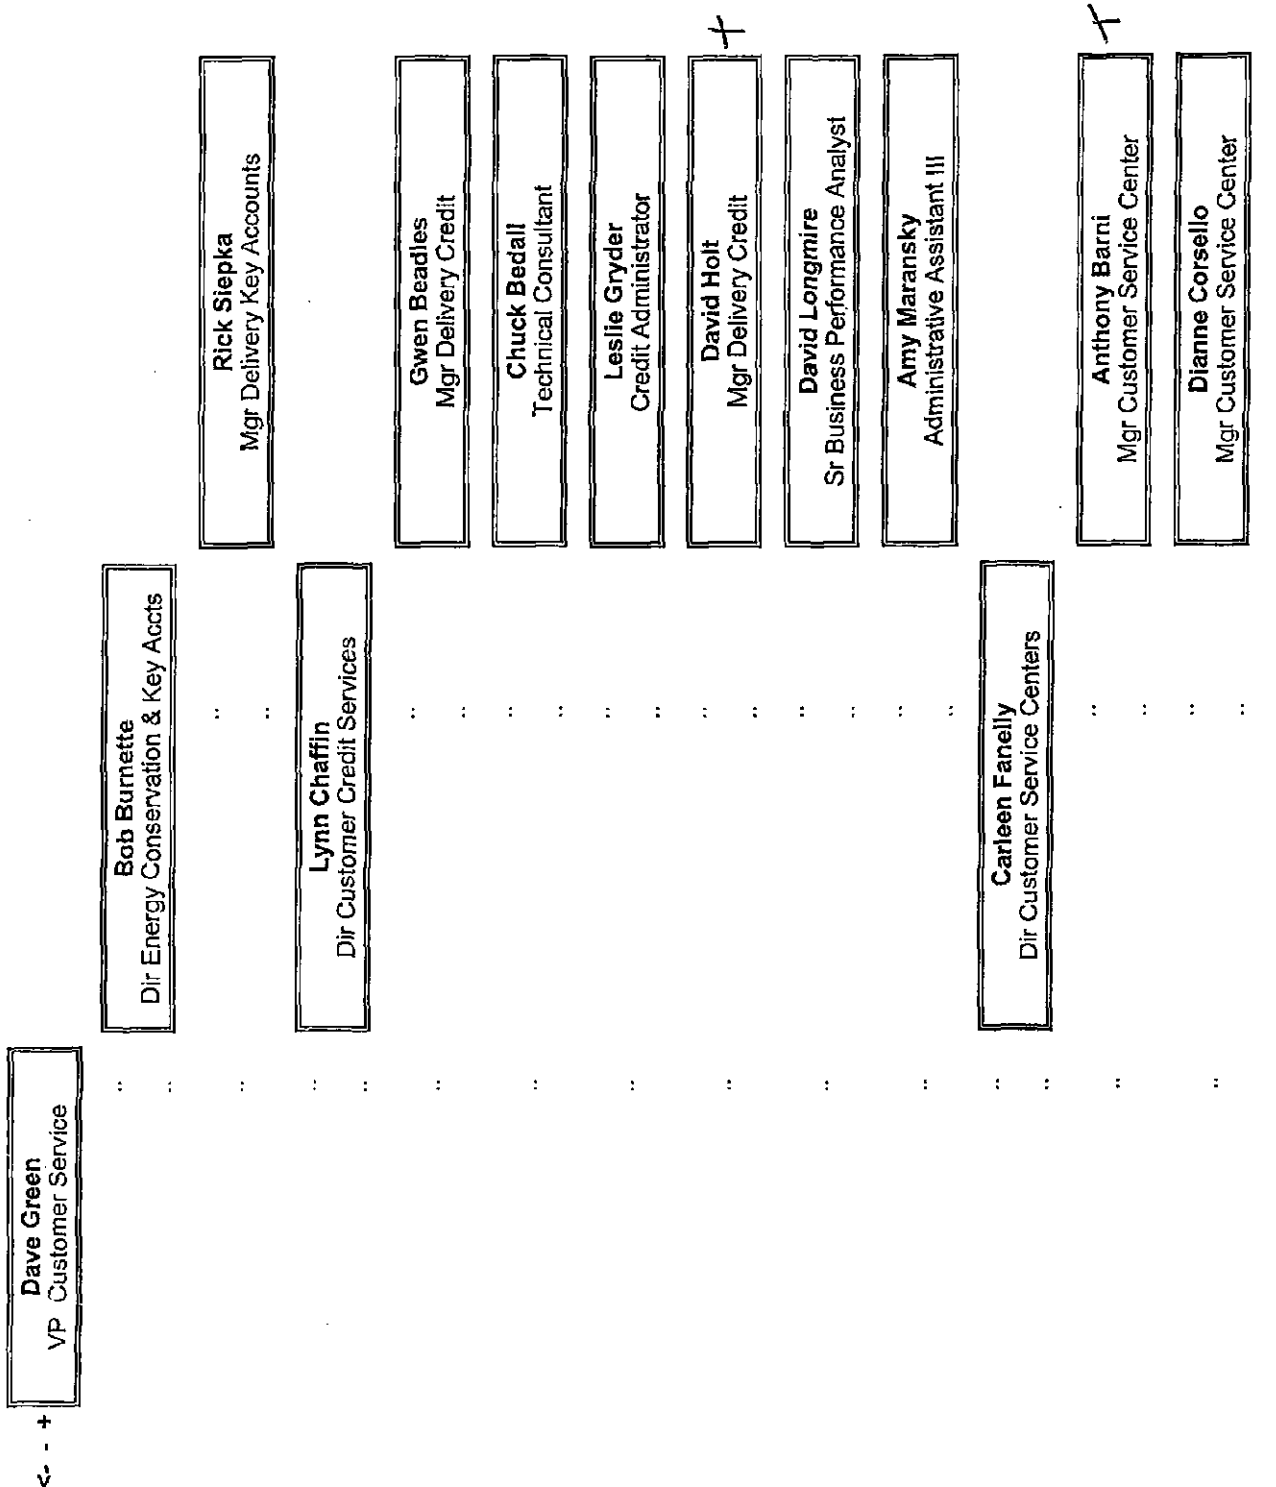 <- - +
Dave Green
VP Customer Service
Bob Burnette
Dir Energy Conservation & Key Accts
Rick Siepka
Mgr Delivery Key Accounts
Lynn Chaffin
Dir Customer Credit Services
Gwen Beadles
Mgr Delivery Credit
Chuck Bedall
Technical Consultant
Leslie Gryder
Credit Administrator
David Holt
Mgr Delivery Credit
+
David Longmire
Sr Business Performance Analyst
Amy Maransky
Administrative Assistant III
Carleen Fanelly
Dir Customer Service Centers
Anthony Barni
Mgr Customer Service Center
+
Dianne Corsello
Mgr Customer Service Center